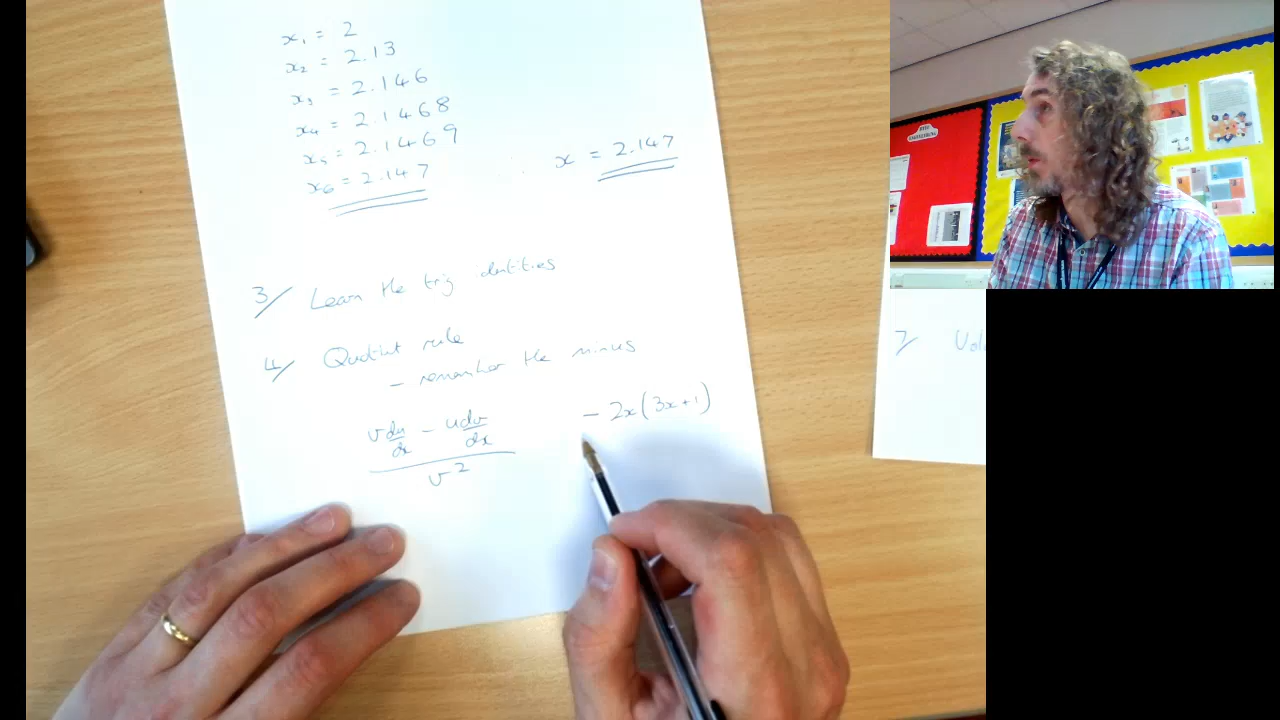 x₁ = 2
x₂ = 2.13
x₃ = 2.146
x₄ = 2.1468
x₅ = 2.1469
x₆ = 2.147
x = 2.147
3/ Learn the trig identities
4/ Quotient rule
- remember the minus
v du/dx - u dv/dx
v²
- 2x(3x+1)
7/